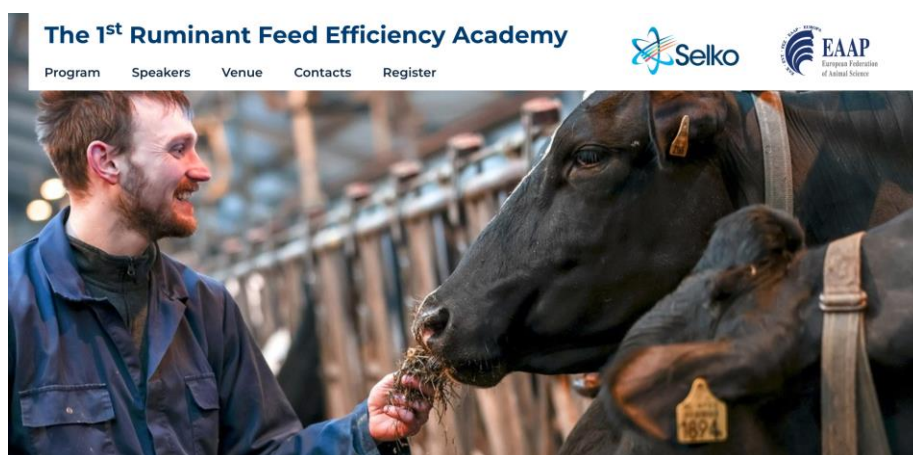 The 1st Ruminant Feed Efficiency Academy
Program Speakers Venue Contacts Register
Selko
EAAP
European Federation
of Animal Science
1894